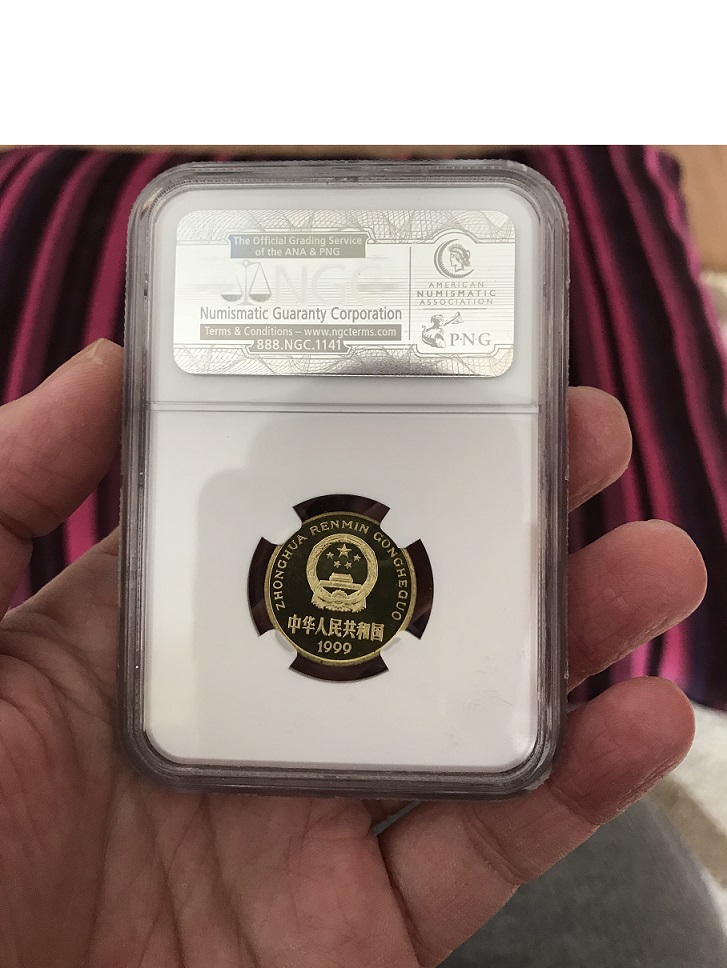 The Official Grading Service
of the ANA & PNG
NGC
Numismatic Guaranty Corporation
Terms & Conditions – www.ngcterms.com
888.NGC.1141
AMERICAN
NUMISMATIC
ASSOCIATION
P·N·G
ZHONGHUA RENMIN GONGHEGUO
中华人民共和国
1999